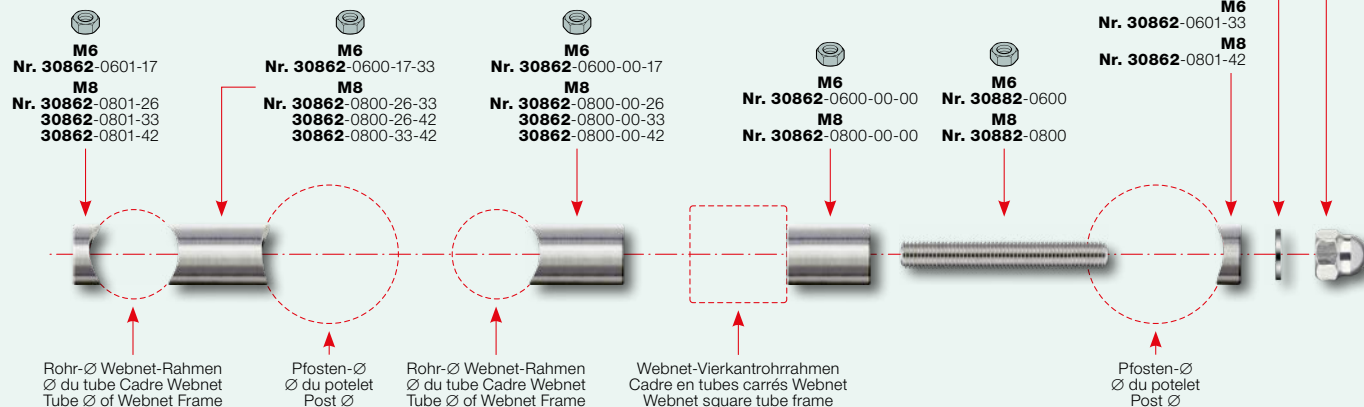 M6
Nr. 30862-0601-17
M8
Nr. 30862-0801-26
30862-0801-33
30862-0801-42
M6
Nr. 30862-0600-17-33
M8
Nr. 30862-0800-26-33
30862-0800-26-42
30862-0800-33-42
M6
Nr. 30862-0600-00-17
M8
Nr. 30862-0800-00-26
30862-0800-00-33
30862-0800-00-42
M6
Nr. 30862-0600-00-00
M8
Nr. 30862-0800-00-00
M6
Nr. 30882-0600
M8
Nr. 30882-0800
M6
Nr. 30862-0601-33
M8
Nr. 30862-0801-42
Rohr-Ø Webnet-Rahmen
Ø du tube Cadre Webnet
Tube Ø of Webnet Frame
Pfosten-Ø
Ø du potelet
Post Ø
Rohr-Ø Webnet-Rahmen
Ø du tube Cadre Webnet
Tube Ø of Webnet Frame
Webnet-Vierkantrohrrahmen
Cadre en tubes carrés Webnet
Webnet square tube frame
Pfosten-Ø
Ø du potelet
Post Ø